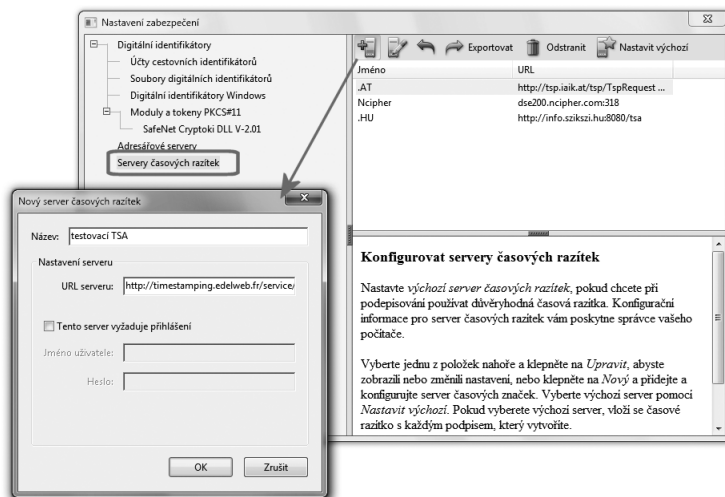 Nastavení zabezpečení
Digitální identifikátory
Účty cestovních identifikátorů
Soubory digitálních identifikátorů
Digitální identifikátory Windows
Moduly a tokeny PKCS#11
SafeNet Cryptoki DLL V-2.01
Adresářové servery
Servery časových razítek
Exportovat
Odstranit
Nastavit výchozí
Jméno URL
.AT http://tsp.iaik.at/tsp/TspRequest ...
Ncipher dse200.ncipher.com:318
.HU http://info.szikszi.hu:8080/tsa
Konfigurovat servery časových razítek
Nastavte výchozí server časových razítek, pokud chcete při
podepisování používat důvěryhodná časová razitka. Konfigurační
informace pro server časových razitek vám poskytne správce vašeho
počítače.
Vyberte jednu z položek nahoře a klepněte na Upravit, abyste
zobrazili nebo změnili nastaveni, nebo klepněte na Nový a přidejte a
konfigurujte server časových značek. Vyberte výchozi server pomoci
Nastavit výchozí. Pokud vyberete výchozi server, vloží se časové
razitko s každým podpisem, který vytvoříte.
Nový server časových razítek
Název: testovací TSA
Nastavení serveru
URL serveru: http://timestamping.edelweb.fr/service/
Tento server vyžaduje přihlášení
Jméno uživatele:
Heslo:
OK
Zrušit